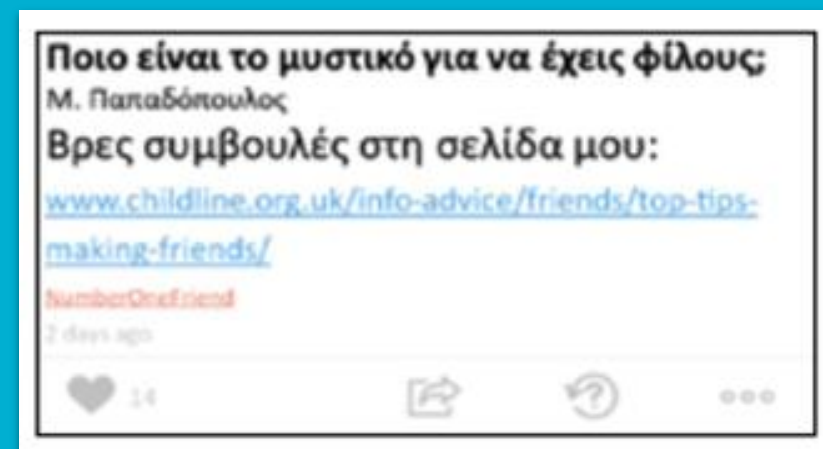 Ποιο είναι το μυστικό για να έχεις φίλους;
Μ. Παπαδόπουλος
Βρες συμβουλές στη σελίδα μου:
www.childline.org.uk/info-advice/friends/top-tips-
making-friends/
NumberOneFriend
2 days ago
14